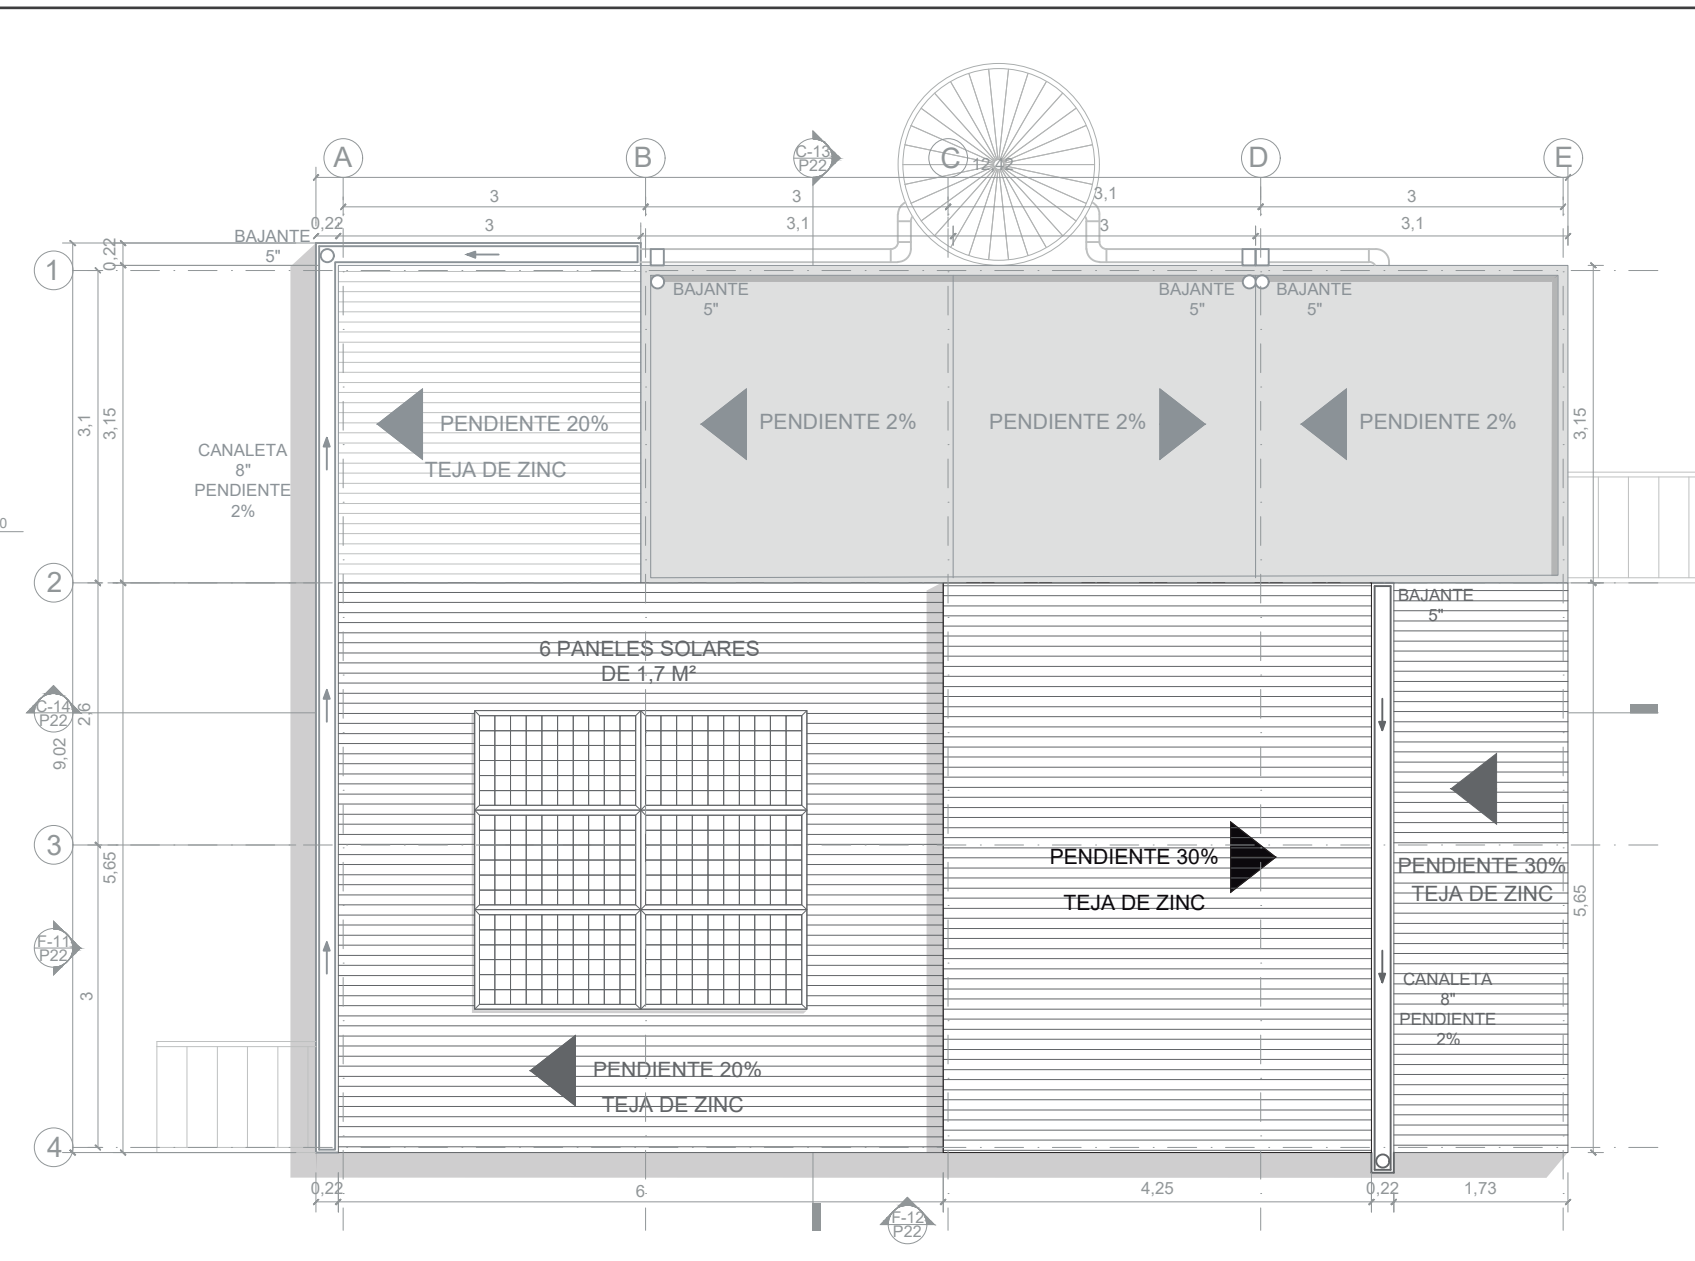 A
B
C-13
P22
C
12,42
D
E
3
3
3,1
3
0,22
3
3,1
3
3,1
BAJANTE
5"
0,22
1
BAJANTE
5"
BAJANTE
5"
BAJANTE
5"
3,1
3,15
PENDIENTE 20%
TEJA DE ZINC
PENDIENTE 2%
PENDIENTE 2%
PENDIENTE 2%
3,15
CANALETA
8"
PENDIENTE
2%
0
2
BAJANTE
5"
6 PANELES SOLARES
DE 1,7 M²
C-14
P22
2,6
9,02
3
5,65
PENDIENTE 30%
TEJA DE ZINC
PENDIENTE 30%
TEJA DE ZINC
5,65
F-11
P22
3
CANALETA
8"
PENDIENTE
2%
PENDIENTE 20%
TEJA DE ZINC
4
0,22
6
4,25
0,22
1,73
F-12
P22